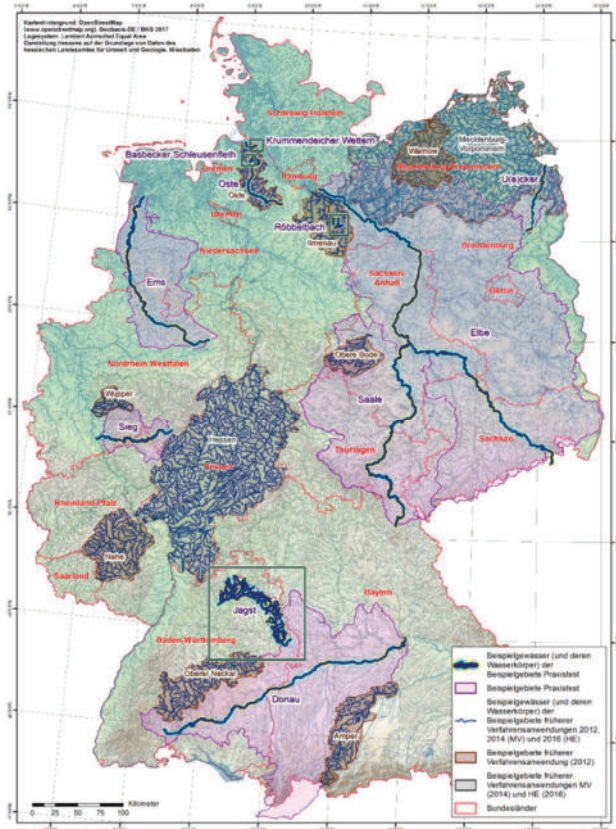 Kartenhintergrund: OpenStreetMap
(www.openstreetmap.org), Geobasis-DE / BKG 2017
Lagesystem: Lambert Azimuthal Equal Area
Darstellung Hessens auf der Grundlage von Daten des
hessischen Landesamtes für Umwelt und Geologie, Wiesbaden
Schleswig-Holstein
Krummendeicher Wettern
Basbecker Schleusenfleth
Mecklenburg
Vorpommern
Warnow
Bremen
Hamburg
Oste
Oste
U(e)cker
Bremen
Röbbelbach
Ilmenau
Niedersachsen
Brandenburg
Sachsen-
Anhalt
Berlin
Ems
Elbe
Obere Bode
Nordrhein Westfalen
Wupper
Saale
Sieg
Hessen
Thüringen
Sachsen
Rheinland-Pfalz
Nahe
Saarland
Jagst
Bayern
Baden-Württemberg
Oberer Neckar
Donau
Amper
Beispielgewässer (und deren
Wasserkörper) der
Beispielgebiete Praxistest
Beispielgebiete Praxistest
Beispielgewässer (und deren
Wasserkörper) der
Beispielgebiete früherer
Verfahrensanwendungen 2012,
2014 (MV) und 2016 (HE)
Beispielgebiete früherer
Verfahrensanwendung (2012)
Beispielgebiete früherer
Verfahrensanwendungen MV
(2014) und HE (2016)
Bundesländer
0 20 40 60 80 100
Kilometer